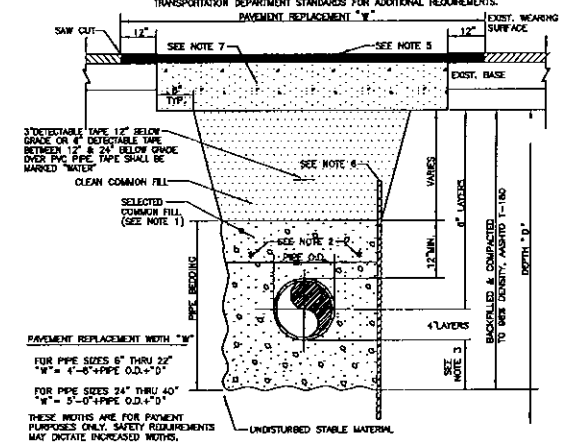 TRANSPORTATION DEPARTMENT STANDARDS FOR ADDITIONAL REQUIREMENTS.
PAVEMENT REPLACEMENT "W"
EXIST. WEARING
SURFACE
SAW CUT
12"
12"
SEE NOTE 7
SEE NOTE 5
EXIST. BASE
TYP.
3" DETECTABLE TAPE 12" BELOW
GRADE OR 6" DETECTABLE TAPE
BETWEEN 12" & 24" BELOW GRADE
OVER PVC PIPE. TAPE SHALL BE
MARKED "WATER"
SEE NOTE 6
CLEAN COMMON FILL
SELECTED
COMMON FILL
(SEE NOTE 1)
SEE NOTE 2
PIPE O.D.
VARIES
12"MIN.
6" LAYERS
BACKFILLED & COMPACTED
TO 98% DENSITY, AASHTO T-180
DEPTH "D"
PIPE BEDDING
4"LAYERS
SEE
NOTE 3
PAVEMENT REPLACEMENT WIDTH "W"
FOR PIPE SIZES 6" THRU 22"
"W"= 4'-6"+PIPE O.D.+"D"
FOR PIPE SIZES 24" THRU 40"
"W"= 5'-0"+PIPE O.D.+"D"
THESE WIDTHS ARE FOR PAYMENT
PURPOSES ONLY. SAFETY REQUIREMENTS
MAY DICTATE INCREASED WIDTHS.
UNDISTURBED STABLE MATERIAL